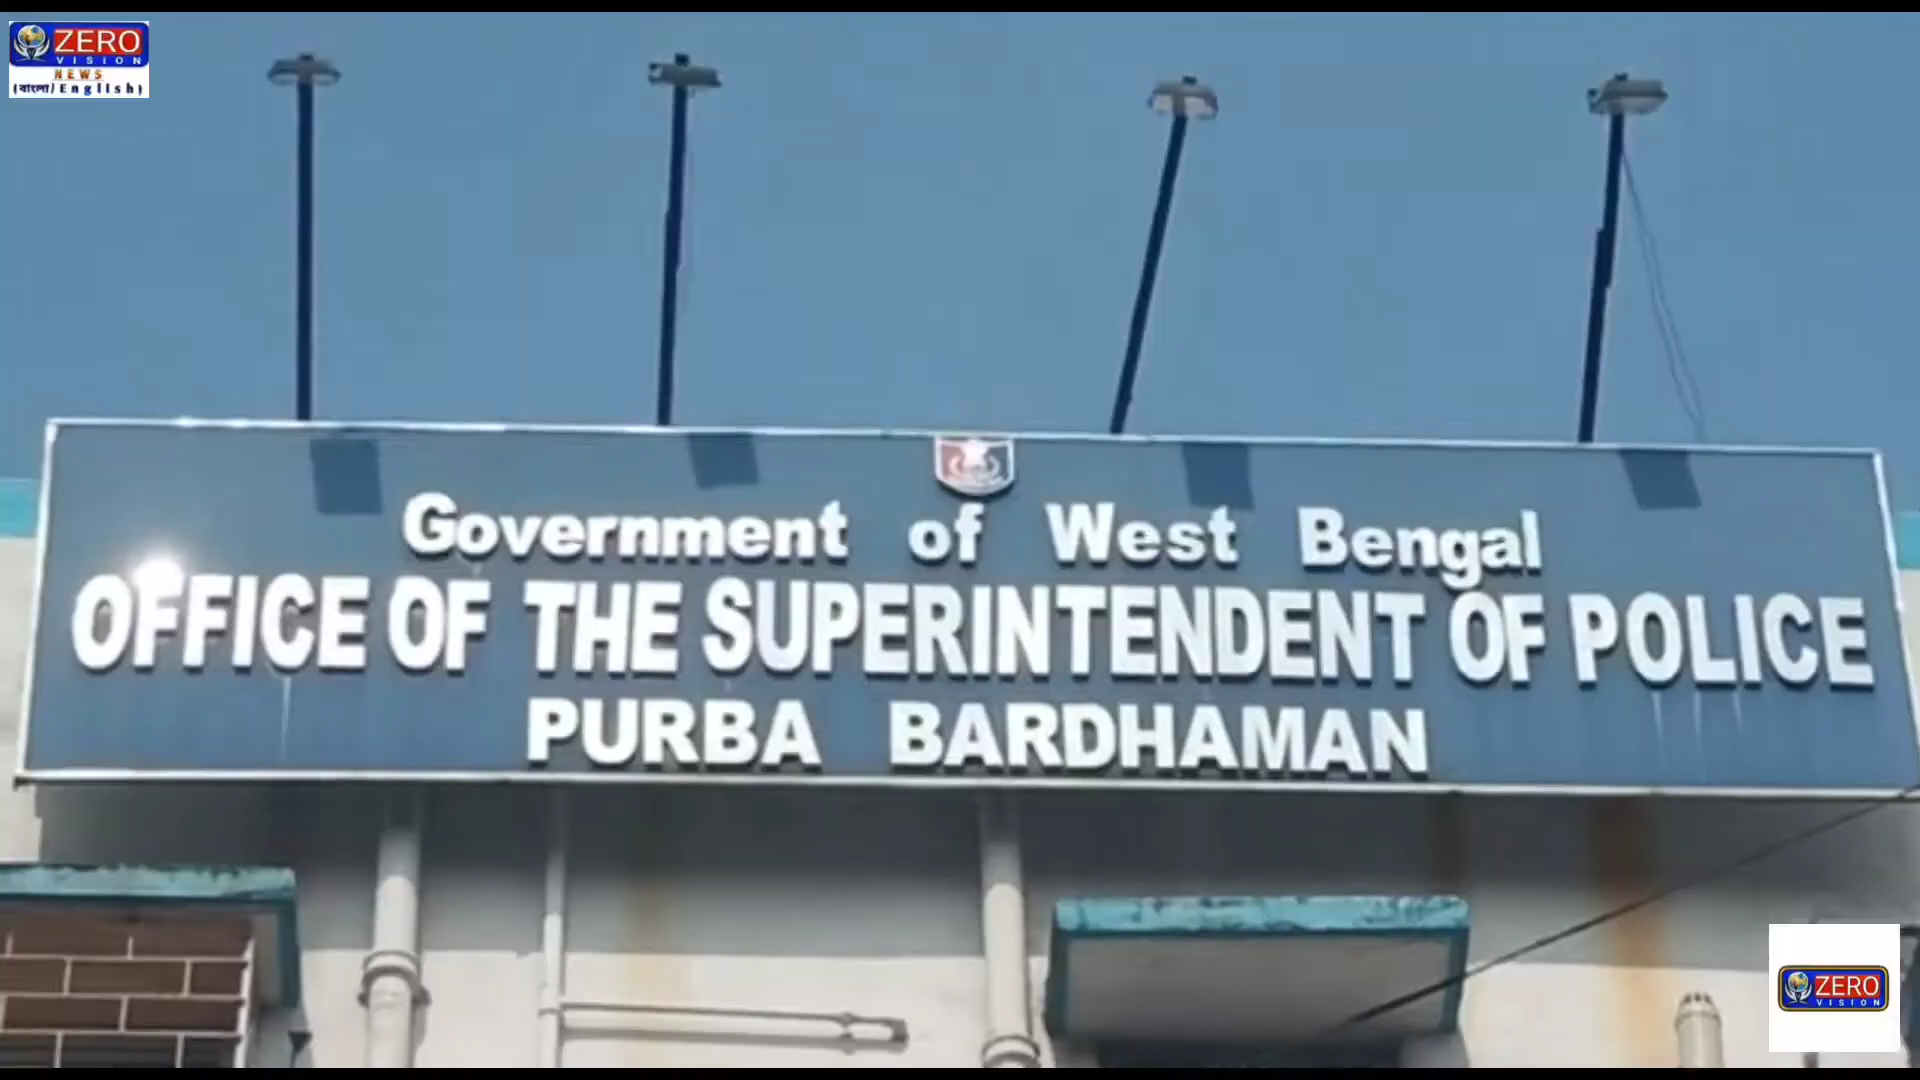 ZERO
VISION
NEWS
(বাংলা/English)
Government of West Bengal
OFFICE OF THE SUPERINTENDENT OF POLICE
PURBA BARDHAMAN
ZERO
VISION